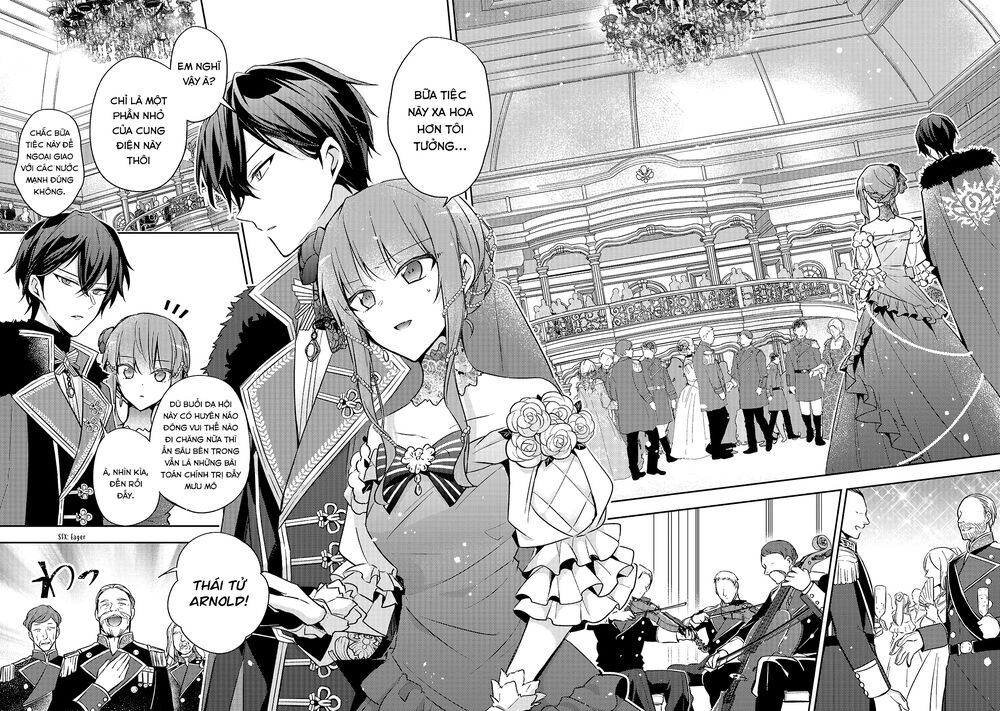 BỮA TIỆC
NÀY XA HOA
HƠN TÔI
TƯỞNG...
EM NGHĨ
VẬY À?
CHỈ LÀ MỘT
PHẦN NHỎ
CỦA CUNG
ĐIỆN NÀY
THÔI
CHẮC BỮA
TIỆC NÀY ĐỂ
NGOẠI GIAO
VỚI CÁC NƯỚC
MẠNH ĐÚNG
KHÔNG.
DÙ BUỔI DẠ HỘI
NÀY CÓ HUYÊN NÁO
ĐÔNG VUI THẾ NÀO
ĐI CHĂNG NỮA THÌ
ẨN SÂU BÊN TRONG
VẪN LÀ NHỮNG BÀI
TOÁN CHÍNH TRỊ ĐẦY
MƯU MÔ
À, NHÌN KÌA,
ĐẾN RỒI
ĐẤY.
SFX: Eager
わっ
THÁI TỬ
ARNOLD!